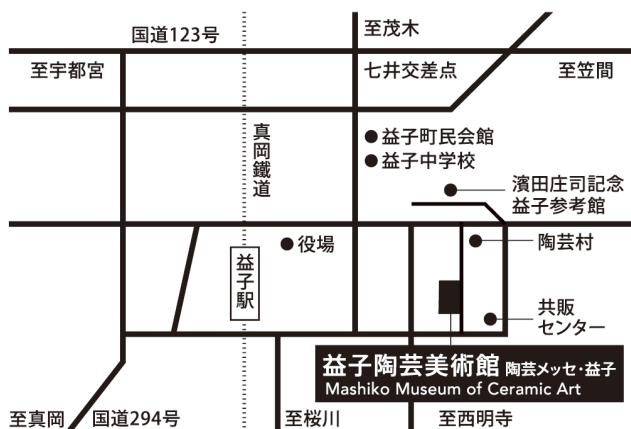 国道123号
至茂木
至宇都宮
七井交差点
至笠間
真岡鐵道
益子町民会館
益子中学校
濱田庄司記念
益子参考館
役場
益子駅
陶芸村
共販
センター
益子陶芸美術館 陶芸メッセ・益子
Mashiko Museum of Ceramic Art
至真岡
国道294号
至桜川
至西明寺